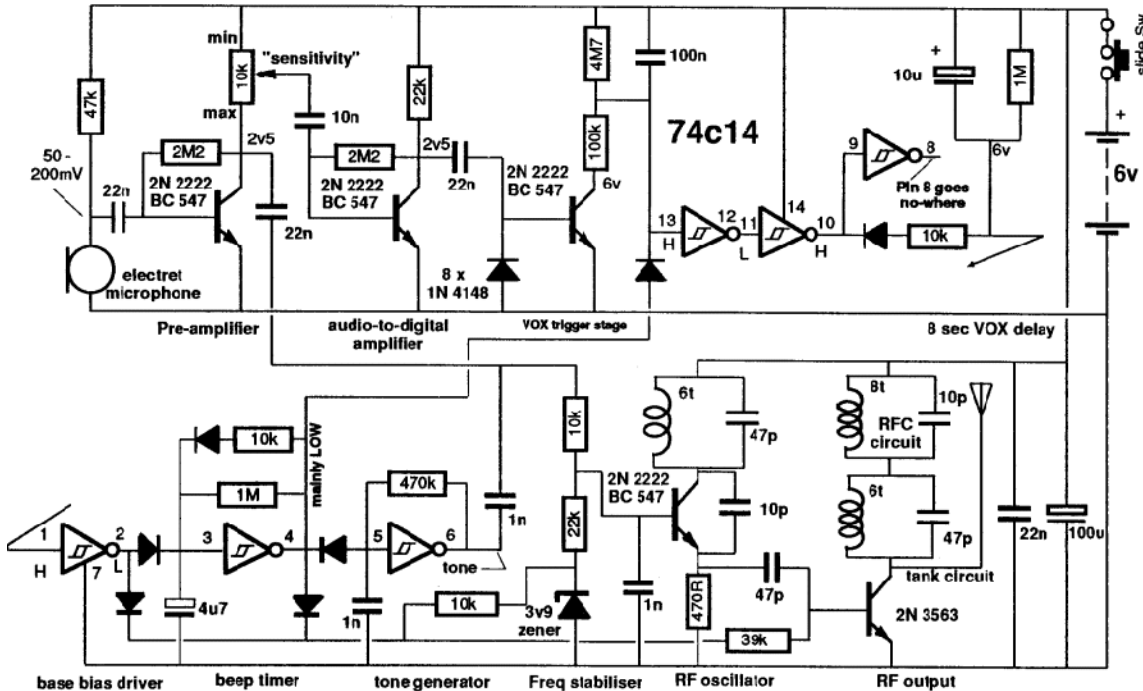 min
"sensitivity"
10k
max
47k
22k
4M7
100n
10u
+
1M
slide Sw
+
6v
10n
2v5
2v5
2M2
2M2
50 -
200mV
22n
2N 2222
BC 547
22n
2N 2222
BC 547
22n
2N 2222
BC 547
100k
6v
74c14
9
8
Pin 8 goes
no-where
6v
13
12
11
14
10
H
L
H
10k
electret
microphone
8 x
1N 4148
Pre-amplifier
audio-to-digital
amplifier
VOX trigger stage
8 sec VOX delay
10k
1M
mainly LOW
470k
1n
10k
22k
6t
47p
2N 2222
BC 547
10p
8t
10p
RFC
circuit
6t
47p
tank circuit
22n
100u
1
2
7
H
L
3
4
5
6
tone
4u7
1n
10k
3v9
zener
1n
470R
47p
39k
2N 3563
base bias driver
beep timer
tone generator
Freq stabiliser
RF oscillator
RF output